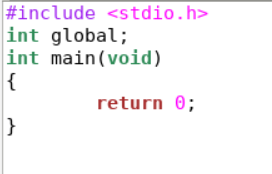 #include <stdio.h>
int global;
int main(void)
{
        return 0;
}